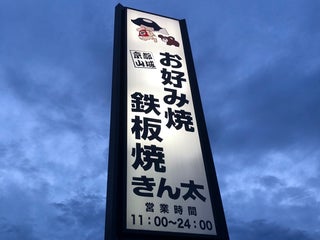 京都
山城
お好み焼
鉄板焼
きん太
営業時間
11:00~24:00